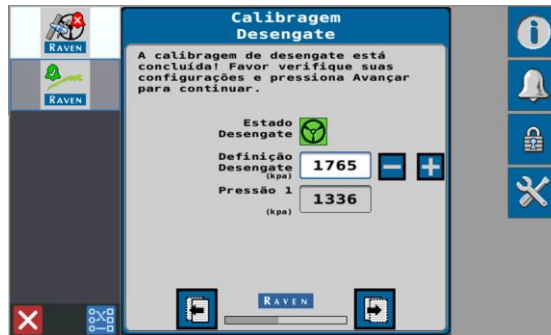 Calibragem
Desengate
RAVEN
RAVEN
A calibragem de desengate está
concluída! Favor verifique suas
configurações e pressiona Avançar
para continuar.
Estado
Desengate
Definição
Desengate
(kpa)
1765
Pressão 1
(kpa)
1336
RAVEN